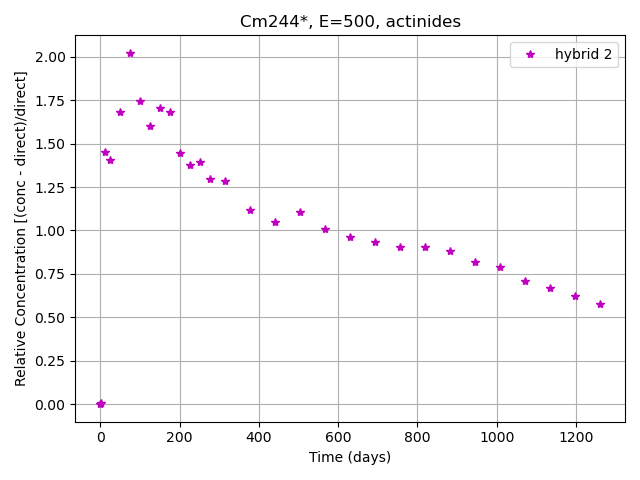 Cm244*, E=500, actinides
hybrid 2
Relative Concentration [(conc - direct)/direct]
2.00
1.75
1.50
1.25
1.00
0.75
0.50
0.25
0.00
0 200 400 600 800 1000 1200
Time (days)